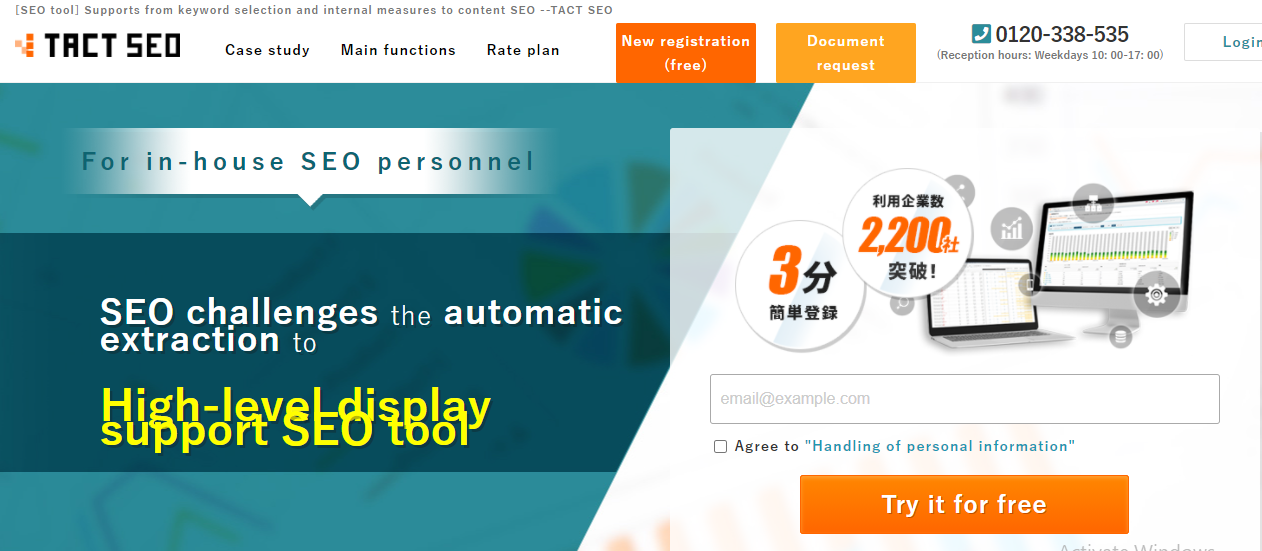 [SEO tool] Supports from keyword selection and internal measures to content SEO --TACT SEO
TACT SEO
Case study
Main functions
Rate plan
New registration
(free)
Document
request
0120-338-535
(Reception hours: Weekdays 10: 00-17: 00)
Login
For in-house SEO personnel
SEO challenges the automatic
extraction to
High-level display
support SEO tool
利用企業数
2,200社
突破!
3分
簡単登録
email@example.com
Agree to "Handling of personal information"
Try it for free
Activate Windows